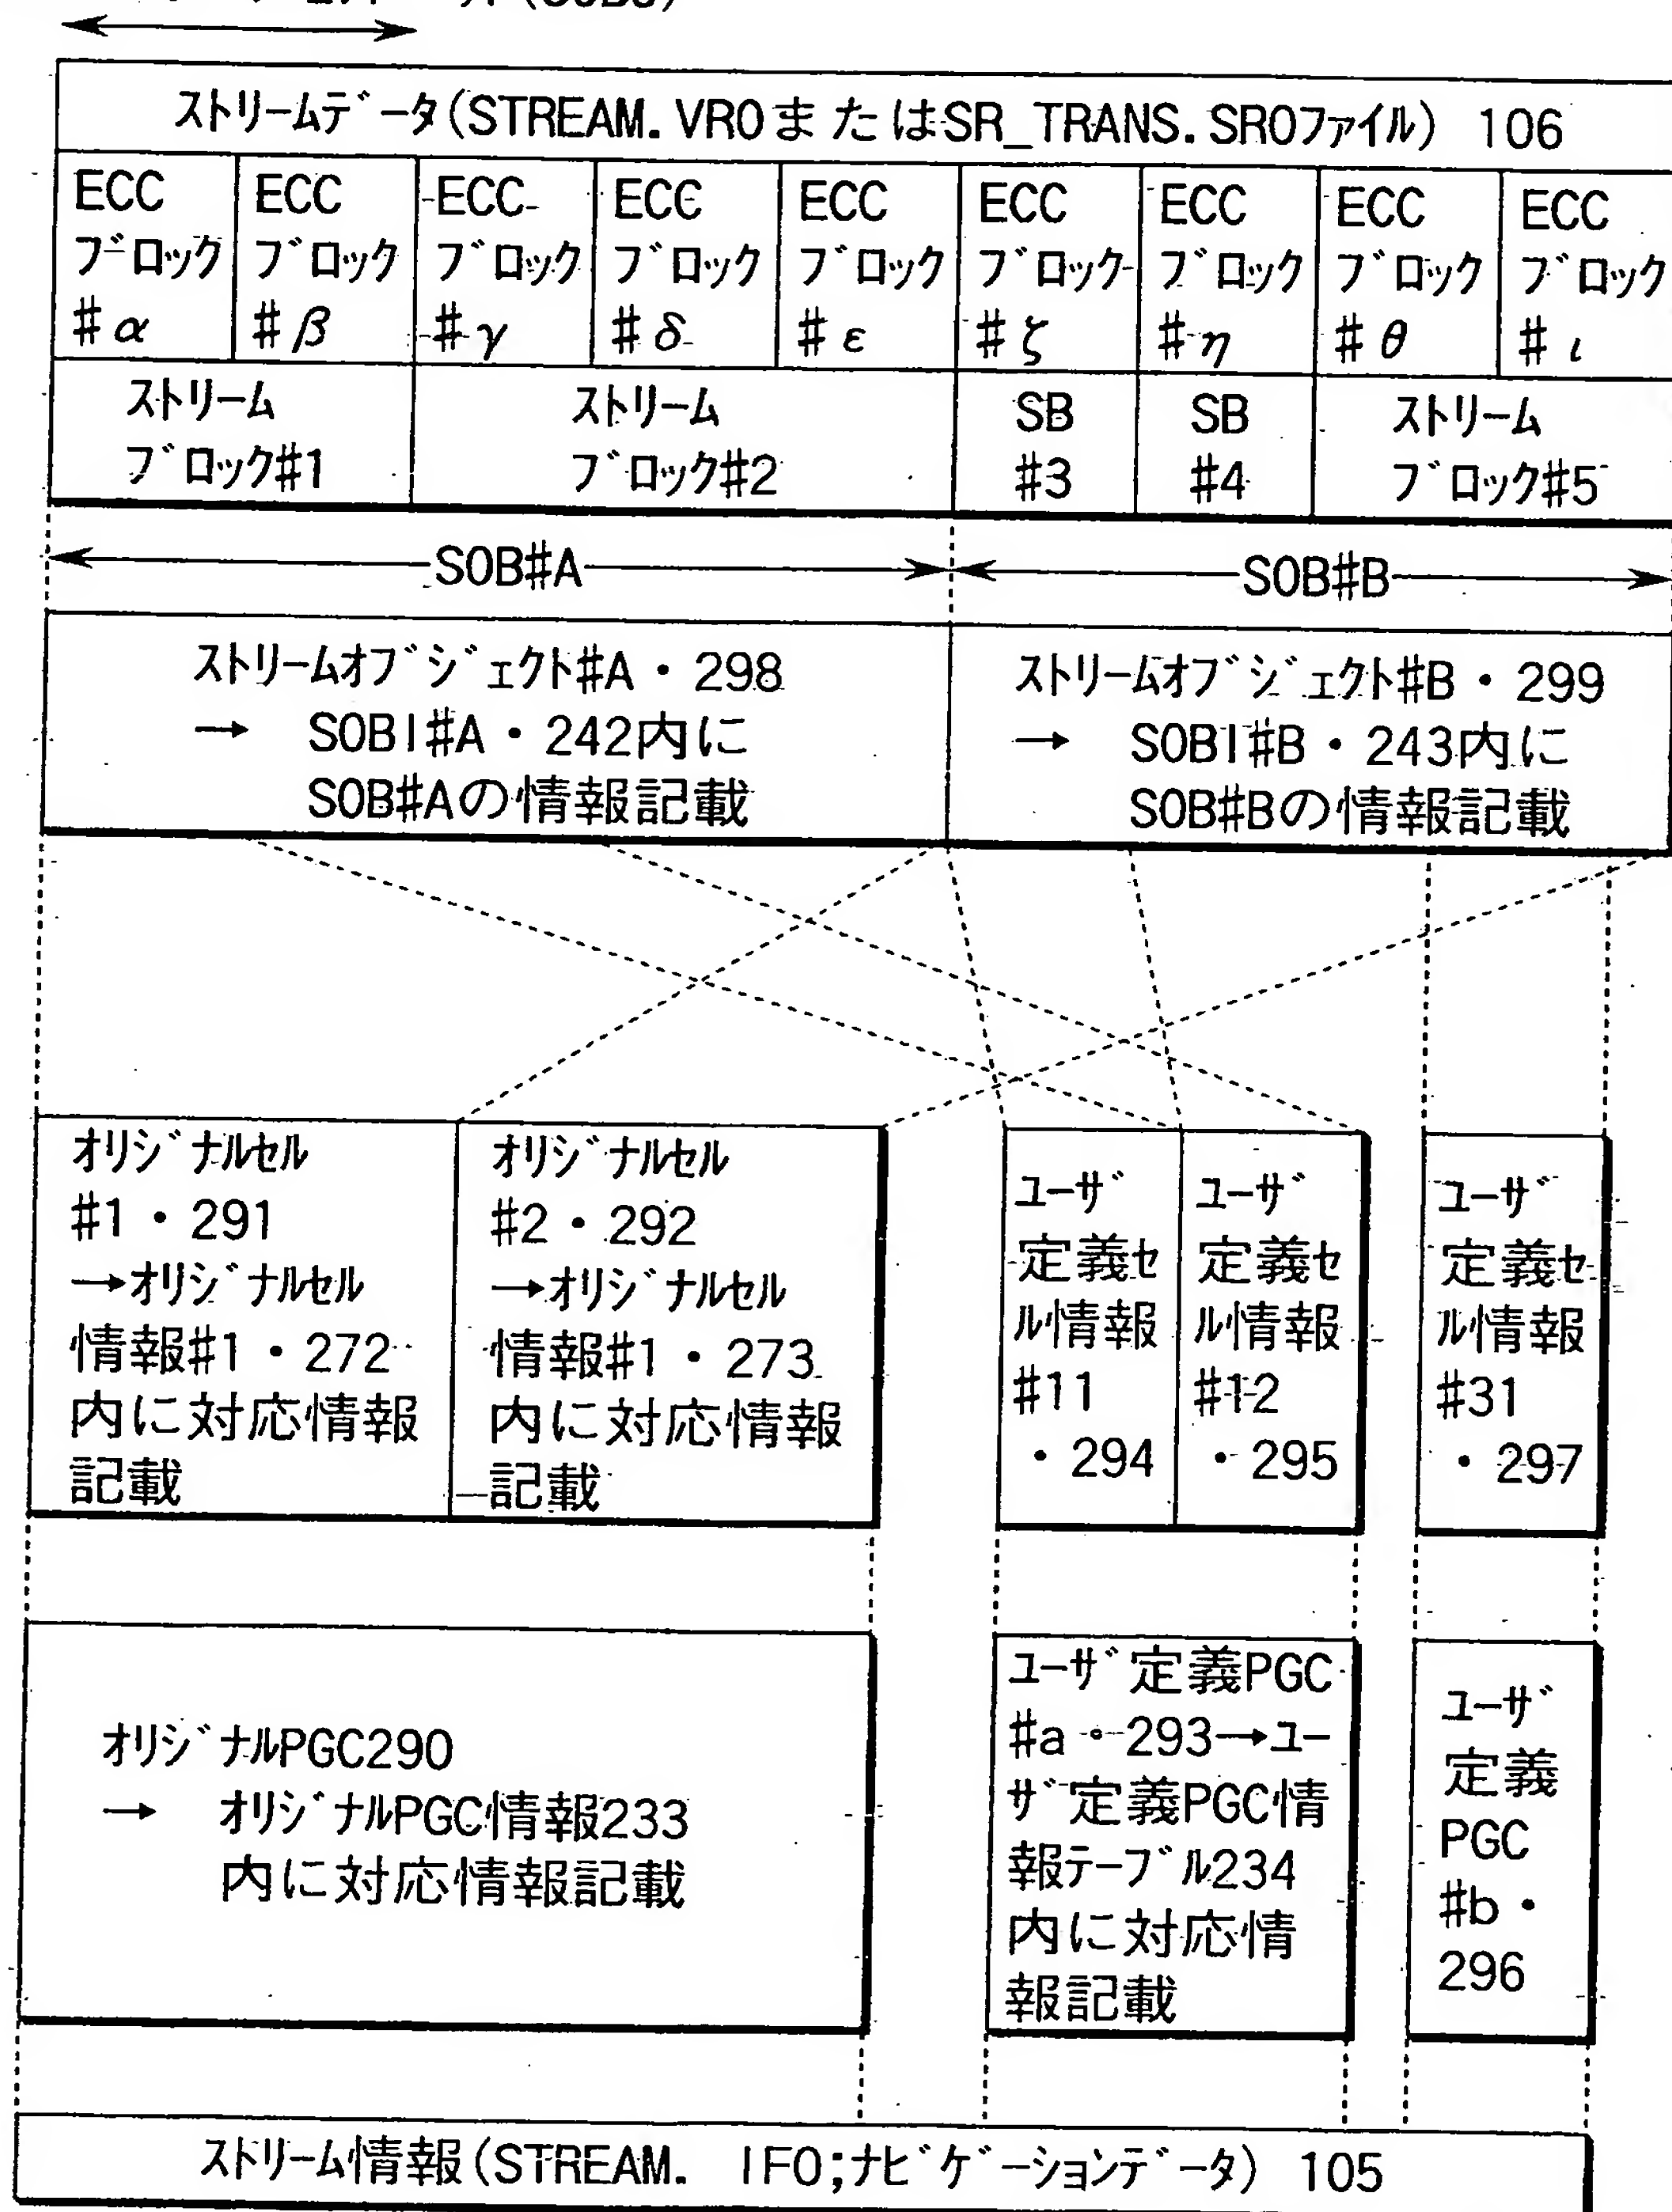 ストリームデータ(STREAM. VROまたはSR_TRANS. SROファイル) 106
ECC
ブロック
#α
ECC
ブロック
#β
ECC
ブロック
#γ
ECC
ブロック
#δ
ECC
ブロック
#ε
ECC
ブロック
#ζ
ECC
ブロック
#η
ECC
ブロック
#θ
ECC
ブロック
#ι
ストリーム
ブロック#1
ストリーム
ブロック#2
SB
#3
SB
#4
ストリーム
ブロック#5
SOB#A
SOB#B
ストリームオブジェクト#A・298
→ SOBI#A・242内に
SOB#Aの情報記載
ストリームオブジェクト#B・299
→ SOBI#B・243内に
SOB#Bの情報記載
オリジナルセル
#1・291
→オリジナルセル
情報#1・272
内に対応情報
記載
オリジナルセル
#2・292
→オリジナルセル
情報#1・273
内に対応情報
記載
ユーザ
定義セ
ル情報
#11
・294
ユーザ
定義セ
ル情報
#12
・295
ユーザ
定義セ
ル情報
#31
・297
オリジナルPGC290
→ オリジナルPGC情報233
内に対応情報記載
ユーザ定義PGC
#a・293→ユー
ザ定義PGC情
報テーブル234
内に対応情
報記載
ユーザ
定義
PGC
#b・
296
ストリーム情報(STREAM. IFO;ナビゲーションデータ) 105